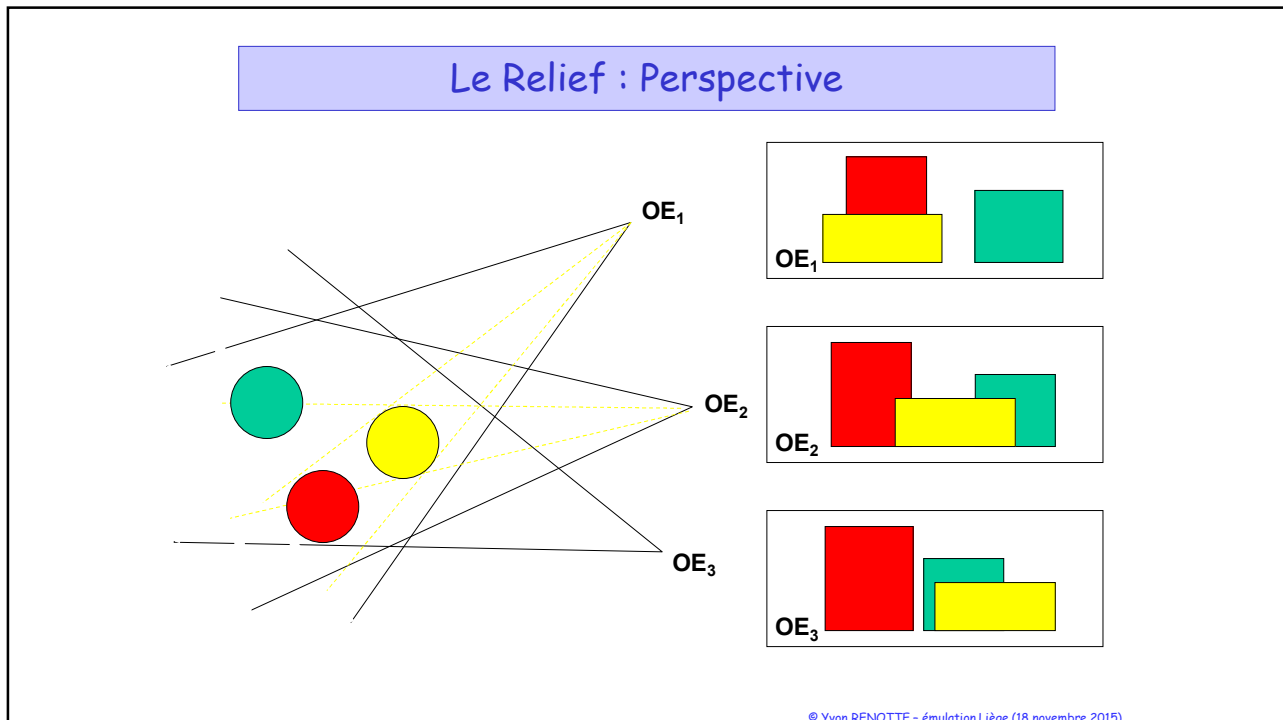 Le Relief : Perspective
OE₁
OE₂
OE₃
OE₁
OE₂
OE₃
© Yvon RENOTTE – émulation Liège (18 novembre 2015)